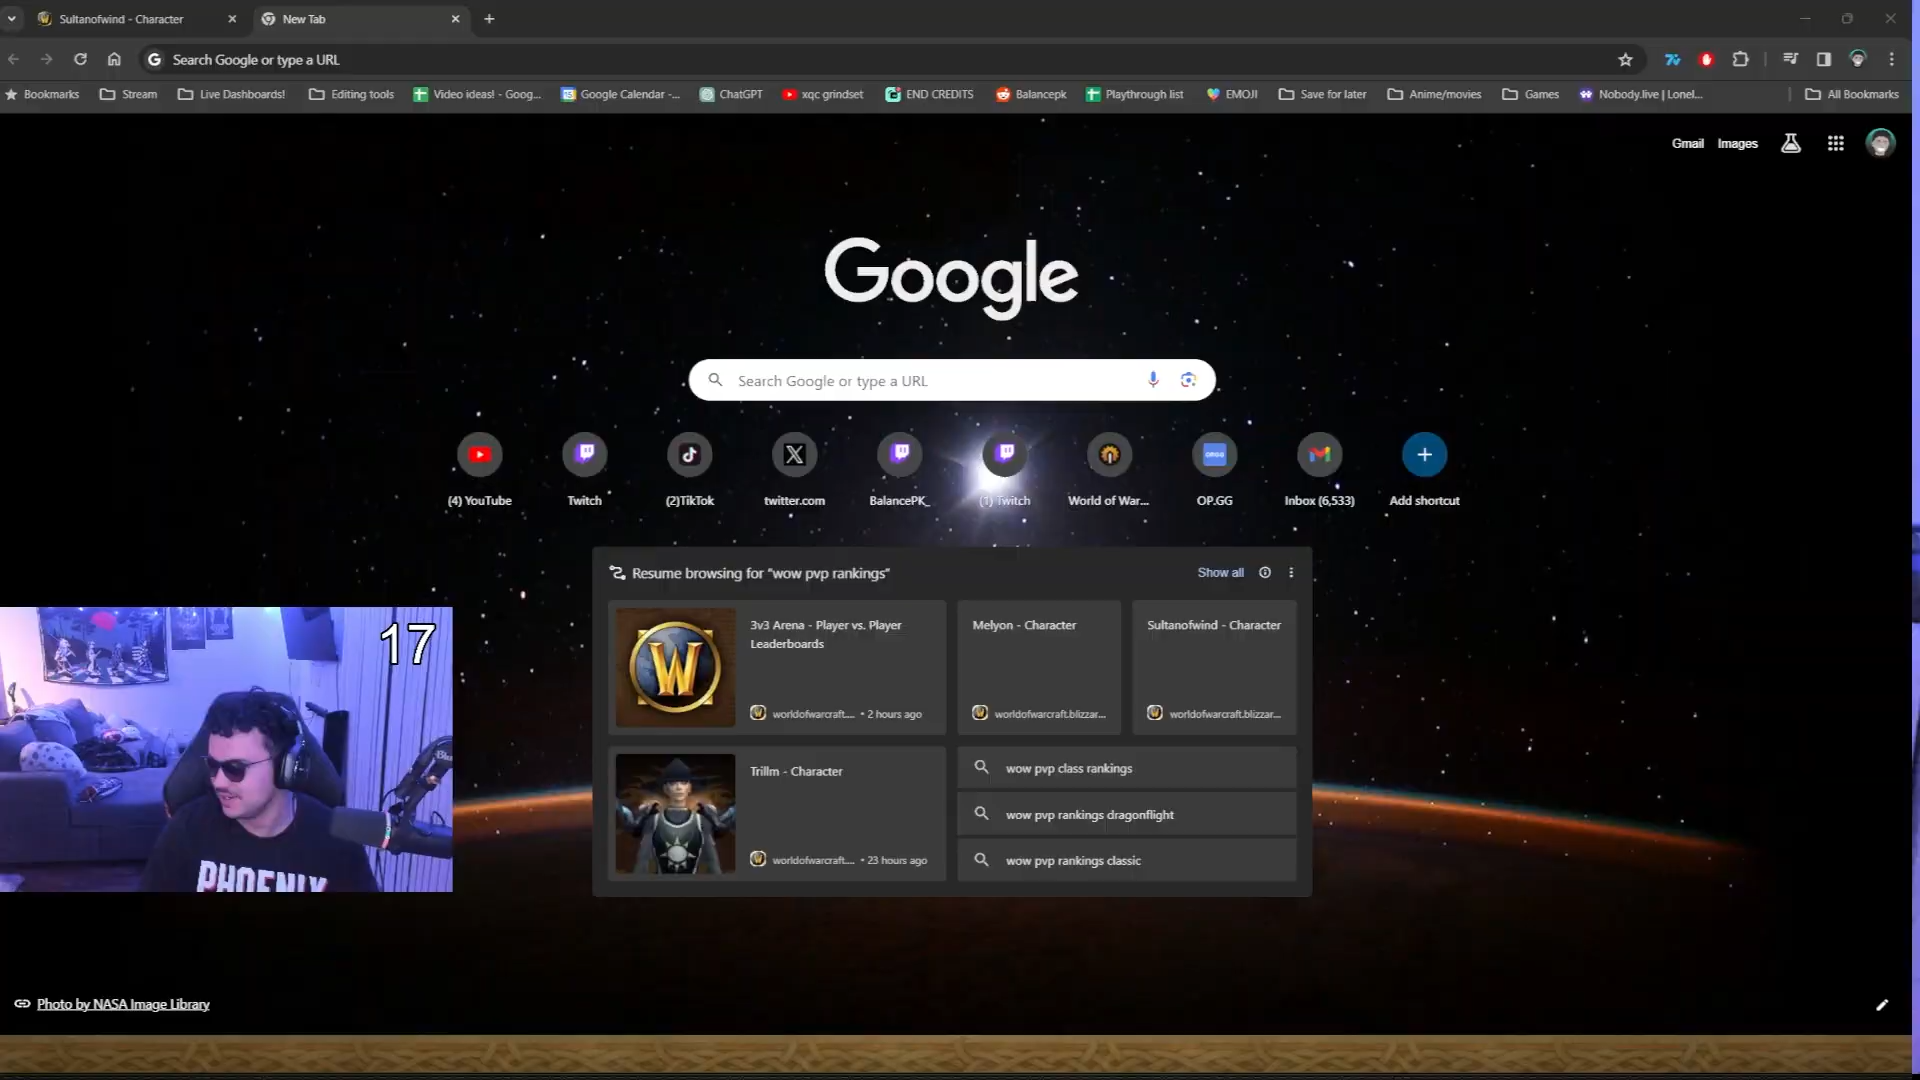 Sultanofwind - Character
New Tab
Search Google or type a URL
Bookmarks
Stream
Live Dashboards!
Editing tools
Video ideas! - Goog...
Google Calendar -...
ChatGPT
xqc grindset
END CREDITS
Balancepk
Playthrough list
EMOJI
Save for later
Anime/movies
Games
Nobody.live | Lonel...
All Bookmarks
Gmail
Images
Google
Search Google or type a URL
(4) YouTube
Twitch
(2)TikTok
twitter.com
BalancePK_
(1) Twitch
World of War...
OP.GG
Inbox (6,533)
Add shortcut
Resume browsing for "wow pvp rankings"
Show all
3v3 Arena - Player vs. Player
Leaderboards
worldofwarcraft.... • 2 hours ago
Melyon - Character
worldofwarcraft.blizzar...
Sultanofwind - Character
worldofwarcraft.blizzar...
Trillm - Character
worldofwarcraft.... • 23 hours ago
wow pvp class rankings
wow pvp rankings dragonflight
wow pvp rankings classic
17
PHOENIX
Photo by NASA Image Library